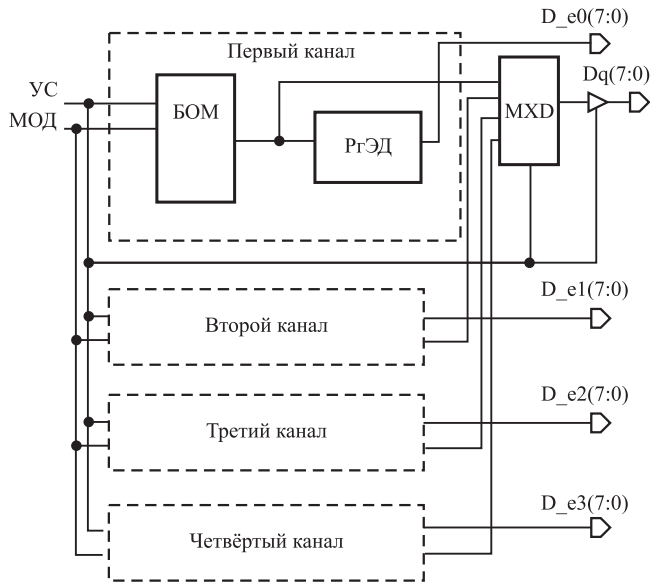 D_e0(7:0)
Первый канал
Dq(7:0)
УС
БОМ
MXD
МОД
РгЭД
D_e1(7:0)
Второй канал
D_e2(7:0)
Третий канал
D_e3(7:0)
Четвёртый канал